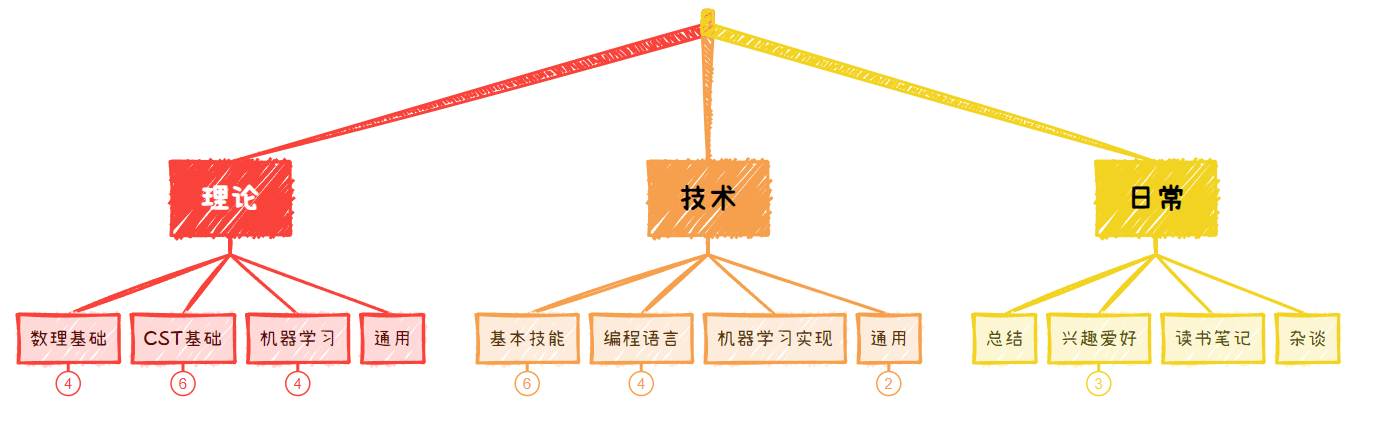 理论
技术
日常
数理基础
CST基础
机器学习
通用
基本技能
编程语言
机器学习实现
通用
总结
兴趣爱好
读书笔记
杂谈
4
6
4
6
4
2
3